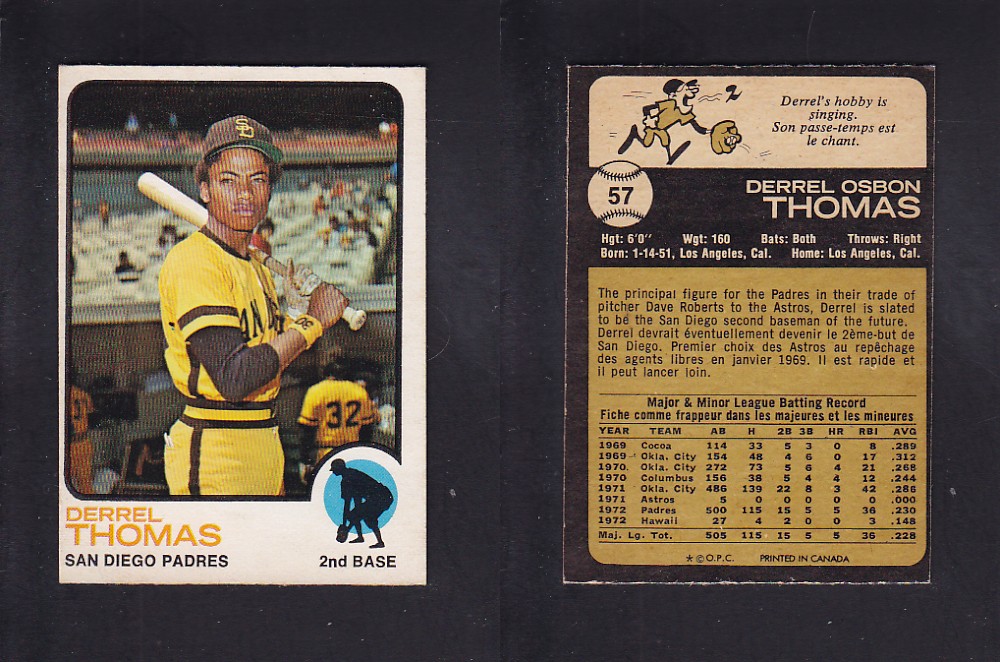 SD
32
DERREL
THOMAS
SAN DIEGO PADRES
2nd BASE
2
Derrel's hobby is
singing.
Son passe-temps est
le chant.
57
DERREL OSBON
THOMAS
Hgt: 6'0" Wgt: 160 Bats: Both Throws: Right
Born: 1-14-51, Los Angeles, Cal. Home: Los Angeles, Cal.
The principal figure for the Padres in their trade of
pitcher Dave Roberts to the Astros, Derrel is slated
to be the San Diego second baseman of the future.
Derrel devrait éventuellement devenir le 2ème-but de
San Diego. Premier choix des Astros au repêchage
des agents libres en janvier 1969. Il est rapide et
il peut lancer loin.
Major & Minor League Batting Record
Fiche comme frappeur dans les majeures et les mineures
YEAR TEAM AB H 2B 3B HR RBI AVG
1969 Cocoa 114 33 5 3 0 8 .289
1969 Okla. City 154 48 4 6 0 17 .312
1970 Okla. City 272 73 5 6 4 21 .268
1970 Columbus 156 38 5 4 4 12 .244
1971 Okla. City 486 139 22 8 3 42 .286
1971 Astros 5 0 0 0 0 0 .000
1972 Padres 500 115 15 5 5 36 .230
1972 Hawaii 27 4 2 0 0 3 .148
Maj. Lg. Tot. 505 115 15 5 5 36 .228
* © O.P.C. PRINTED IN CANADA